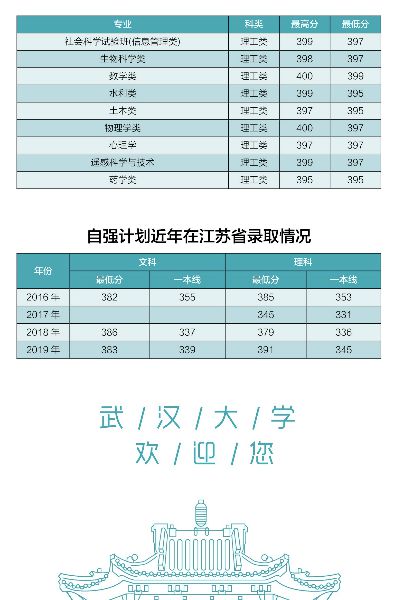 专业 科类 最高分 最低分
社会科学试验班(信息管理类) 理工类 399 397
生物科学类 理工类 398 397
数学类 理工类 400 399
水利类 理工类 399 395
土木类 理工类 397 395
物理学类 理工类 400 397
心理学 理工类 397 397
遥感科学与技术 理工类 399 397
药学类 理工类 395 395
自强计划近年在江苏省录取情况
年份 文科 理科
最低分 一本线 最低分 一本线
2016 年 382 355 385 353
2017 年 345 331
2018 年 386 337 379 336
2019 年 383 339 391 345
武 / 汉 / 大 / 学
欢 / 迎 / 您